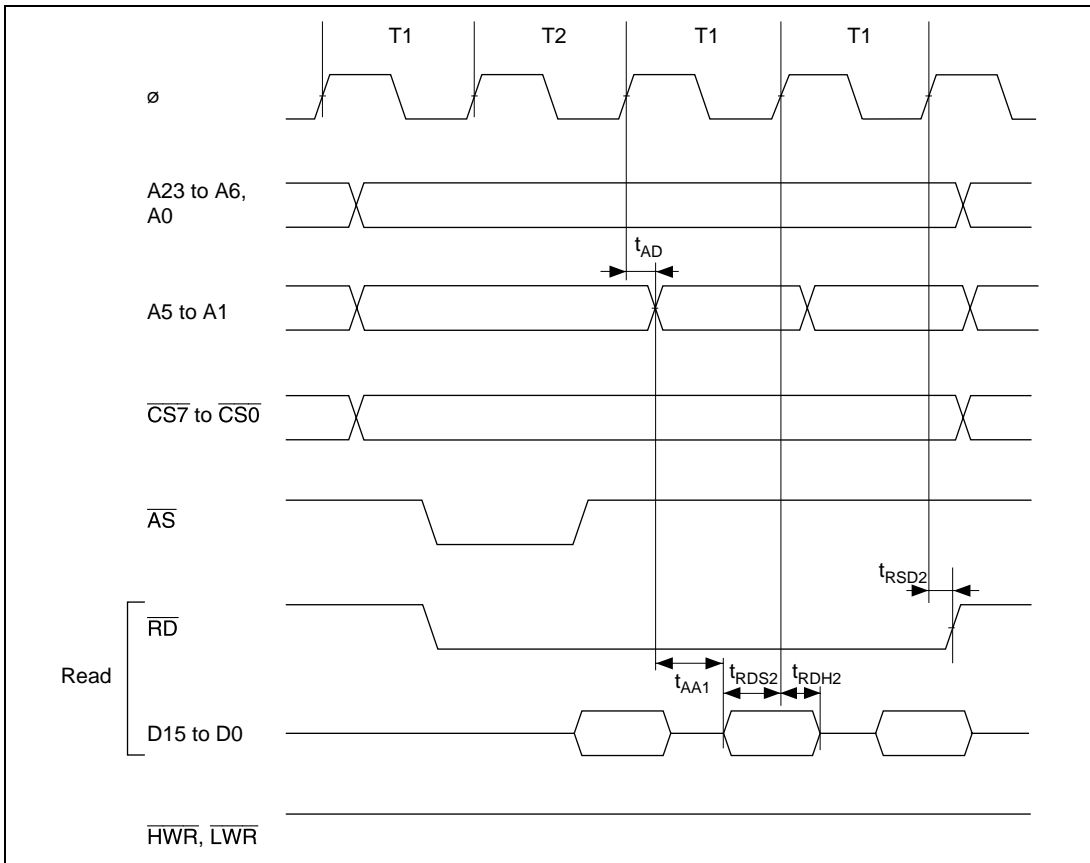 T1 T2 T1 T1
ø
A23 to A6,
A0
tAD
A5 to A1
CS7 to CS0
AS
tRSD2
RD
Read
tAA1 tRDS2 tRDH2
D15 to D0
HWR, LWR